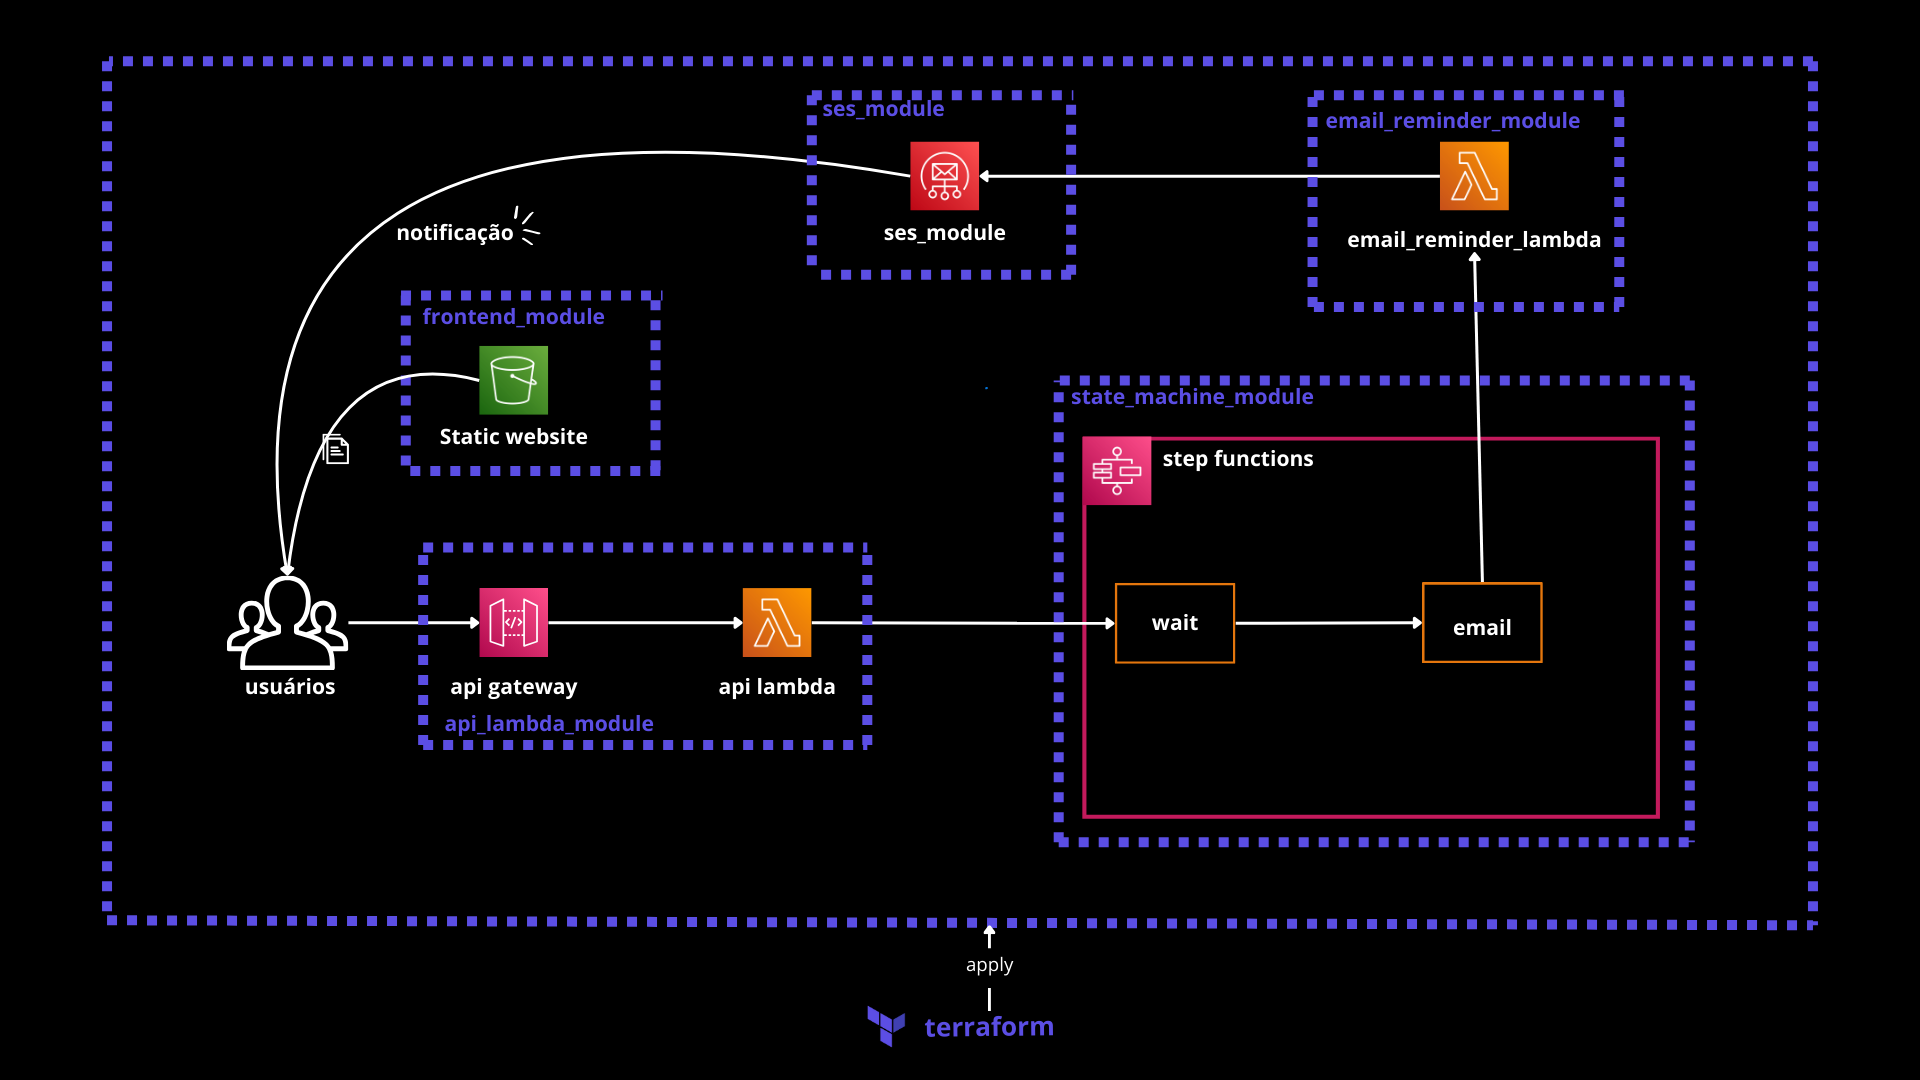 ses_module
email_reminder_module
ses_module
email_reminder_lambda
notificação
frontend_module
Static website
state_machine_module
step functions
wait
email
usuários
api gateway
api lambda
api_lambda_module
apply
terraform